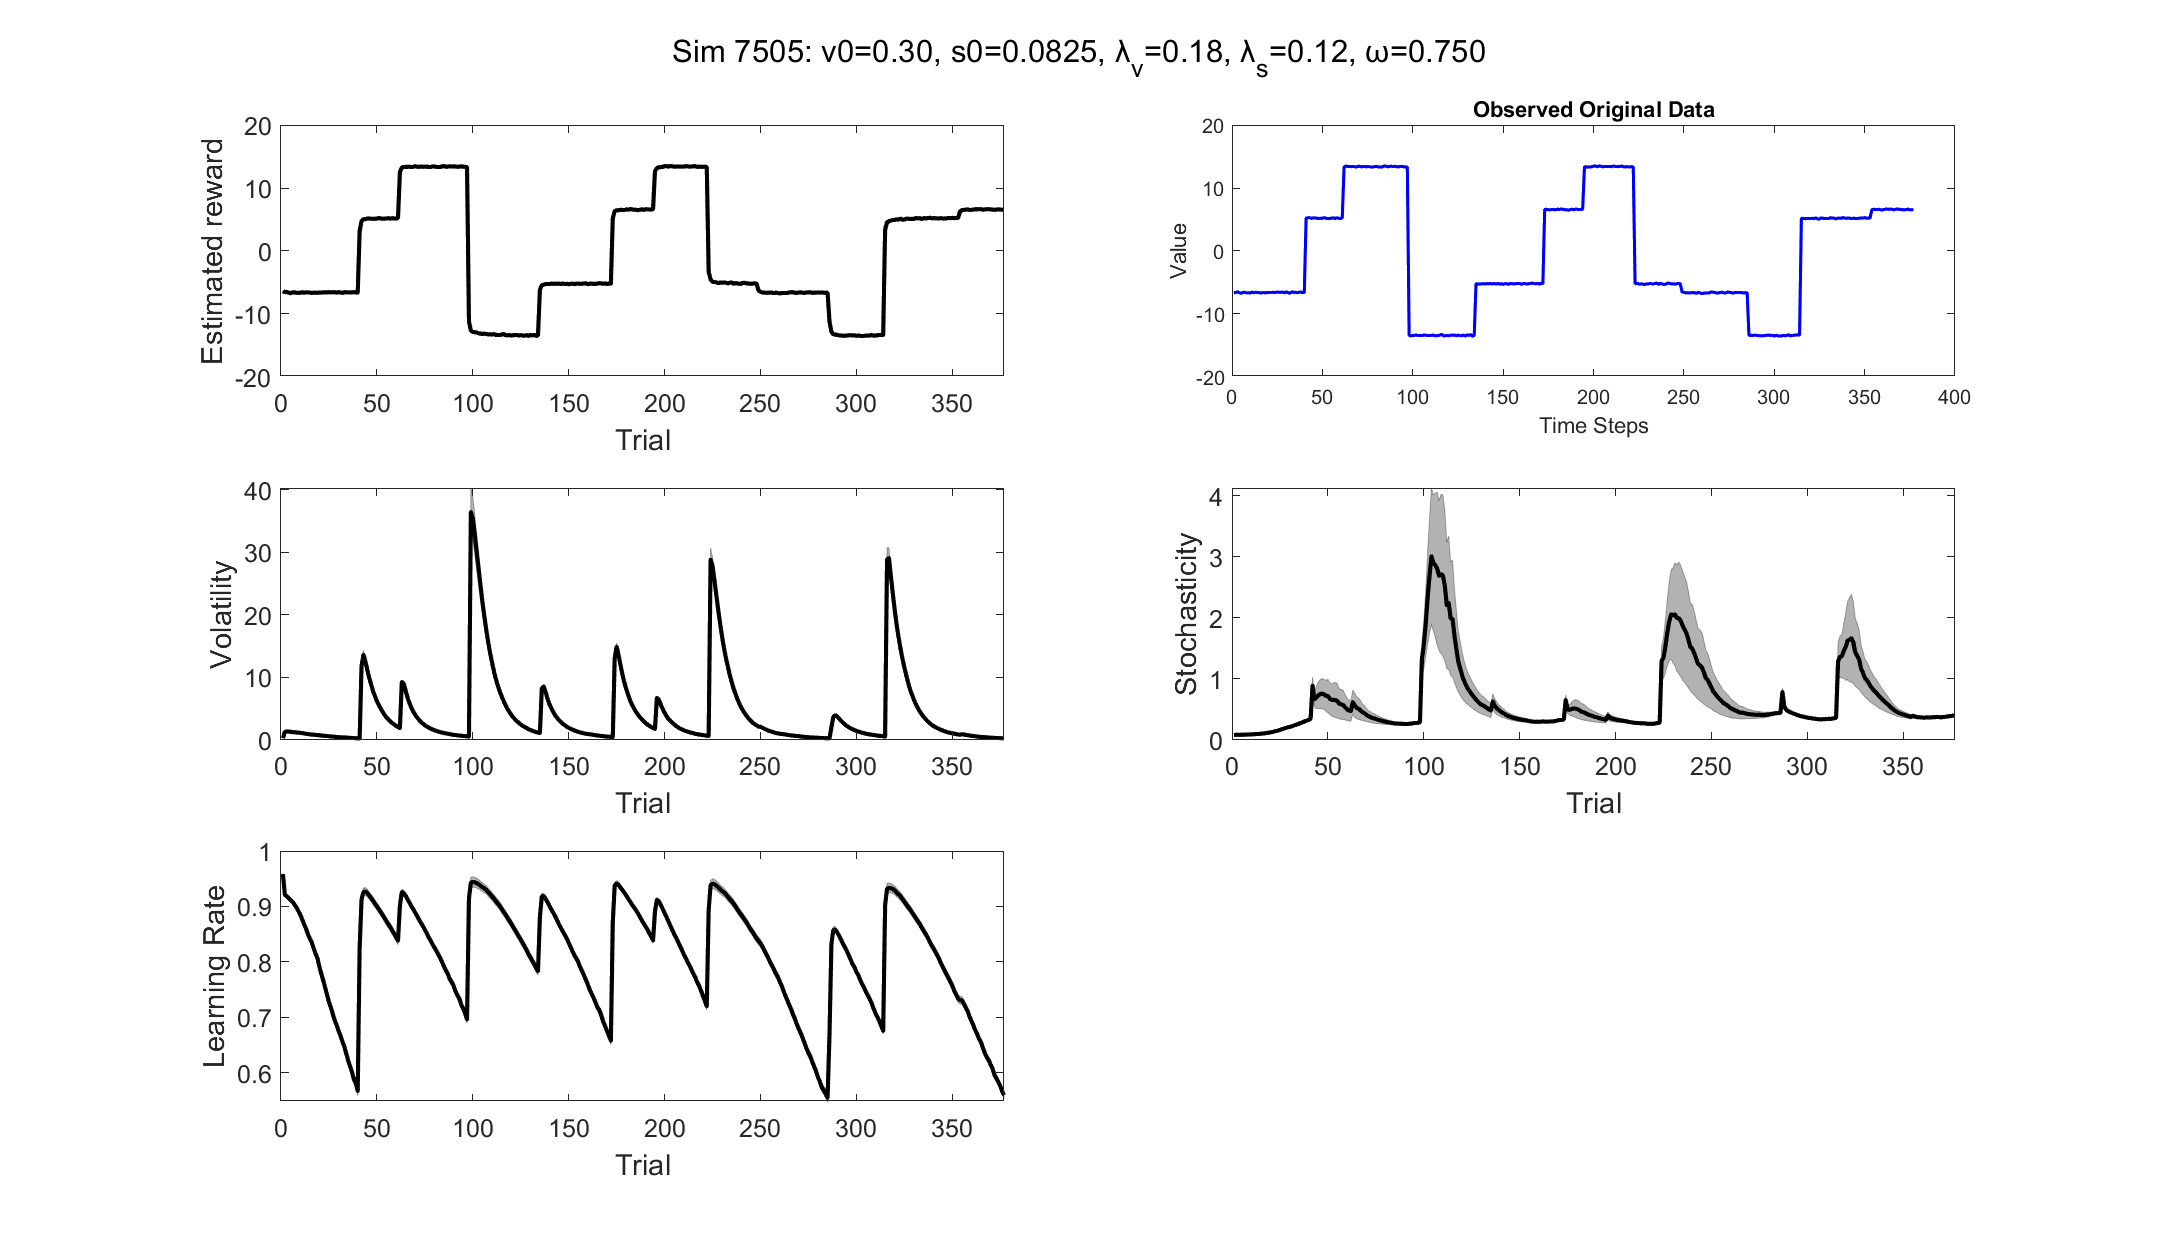 Sim 7505: v0=0.30, s0=0.0825, λ_v=0.18, λ_s=0.12, ω=0.750
20
10
0
-10
-20
Estimated reward
0 50 100 150 200 250 300 350
Trial
Observed Original Data
20
10
0
-10
-20
Value
0 50 100 150 200 250 300 350 400
Time Steps
40
30
20
10
0
Volatility
0 50 100 150 200 250 300 350
Trial
4
3
2
1
0
Stochasticity
0 50 100 150 200 250 300 350
Trial
1
0.9
0.8
0.7
0.6
Learning Rate
0 50 100 150 200 250 300 350
Trial